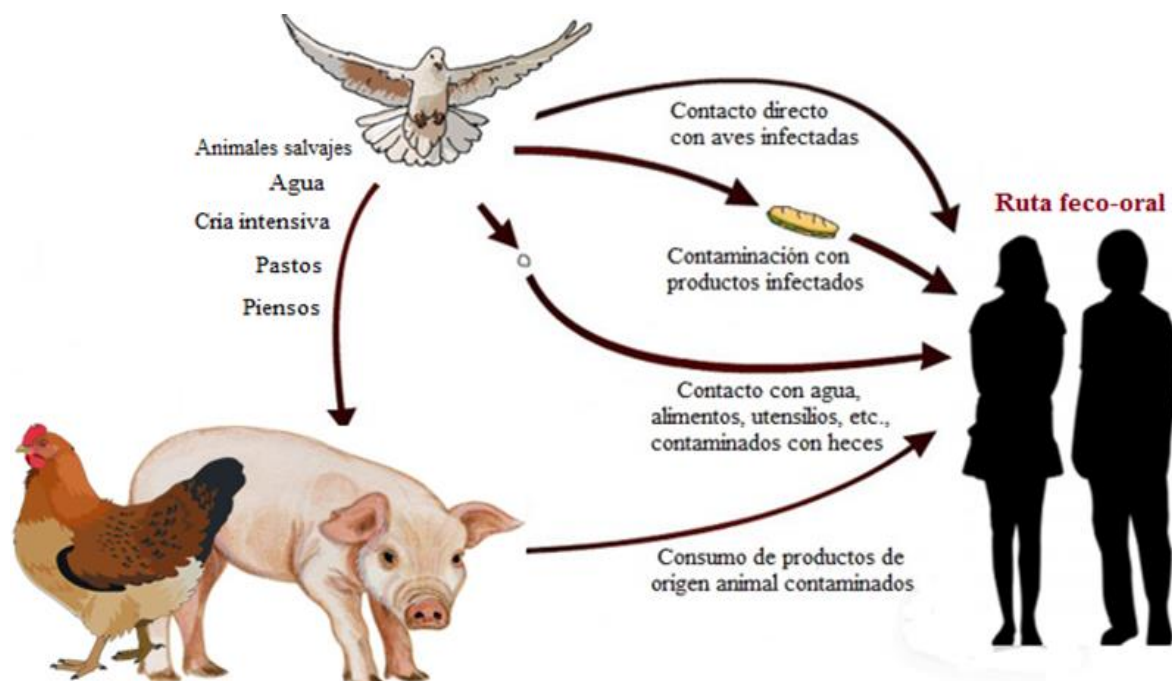 Contacto directo
con aves infectadas
Animales salvajes
Agua
Cría intensiva
Pastos
Piensos
Ruta feco-oral
Contaminación con
productos infectados
Contacto con agua,
alimentos, utensilios, etc.,
contaminados con heces
Consumo de productos de
origen animal contaminados